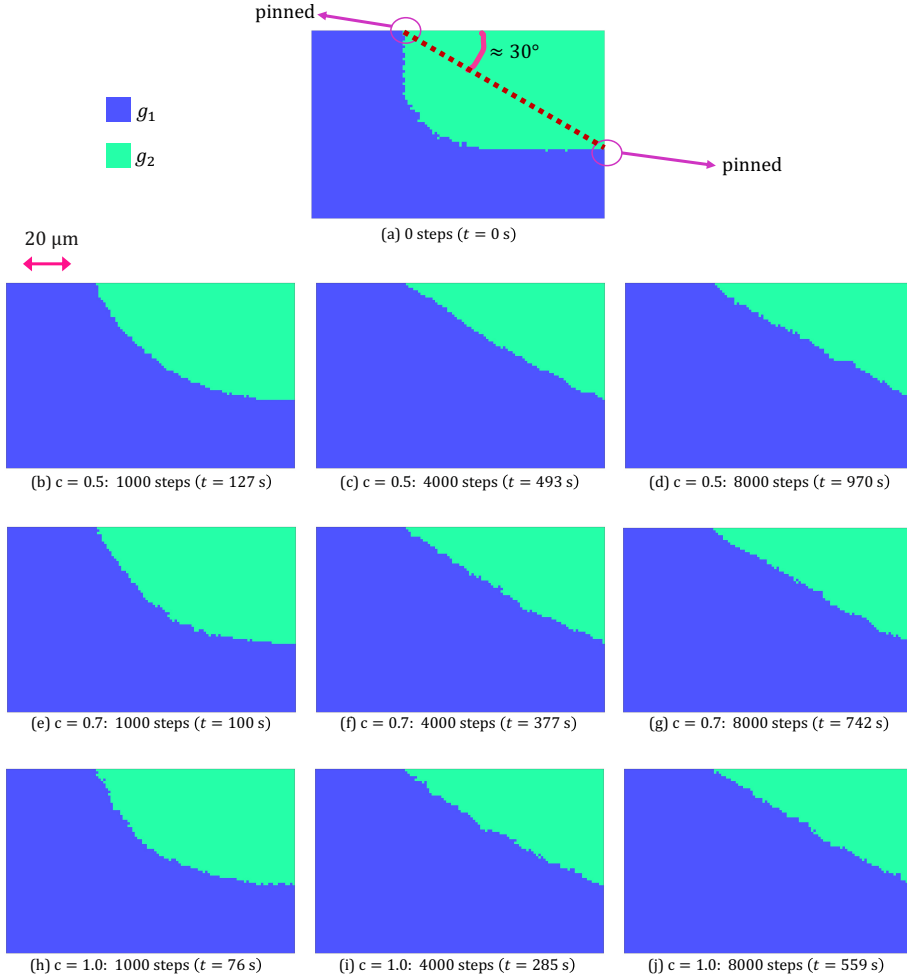 pinned
≈ 30°
g₁
g₂
pinned
(a) 0 steps (t = 0 s)
20 μm
(b) c = 0.5: 1000 steps (t = 127 s)
(c) c = 0.5: 4000 steps (t = 493 s)
(d) c = 0.5: 8000 steps (t = 970 s)
(e) c = 0.7: 1000 steps (t = 100 s)
(f) c = 0.7: 4000 steps (t = 377 s)
(g) c = 0.7: 8000 steps (t = 742 s)
(h) c = 1.0: 1000 steps (t = 76 s)
(i) c = 1.0: 4000 steps (t = 285 s)
(j) c = 1.0: 8000 steps (t = 559 s)